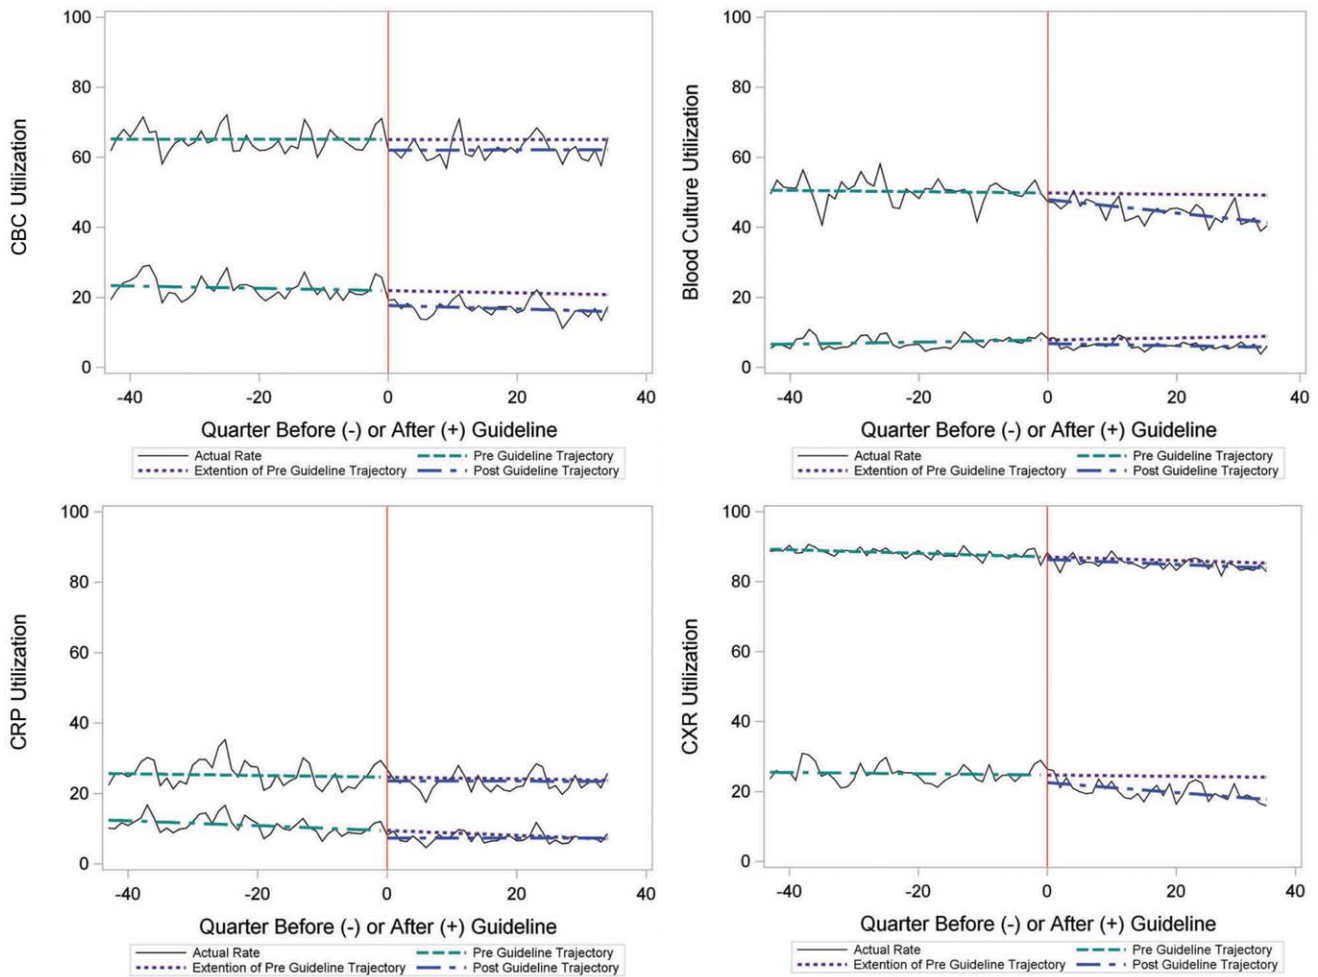 CBC Utilization
100
80
60
40
20
0
-40 -20 0 20 40
Quarter Before (-) or After (+) Guideline
Actual Rate Pre Guideline Trajectory
Extention of Pre Guideline Trajectory Post Guideline Trajectory
Blood Culture Utilization
100
80
60
40
20
0
-40 -20 0 20 40
Quarter Before (-) or After (+) Guideline
Actual Rate Pre Guideline Trajectory
Extention of Pre Guideline Trajectory Post Guideline Trajectory
CRP Utilization
100
80
60
40
20
0
-40 -20 0 20 40
Quarter Before (-) or After (+) Guideline
Actual Rate Pre Guideline Trajectory
Extention of Pre Guideline Trajectory Post Guideline Trajectory
CXR Utilization
100
80
60
40
20
0
-40 -20 0 20 40
Quarter Before (-) or After (+) Guideline
Actual Rate Pre Guideline Trajectory
Extention of Pre Guideline Trajectory Post Guideline Trajectory